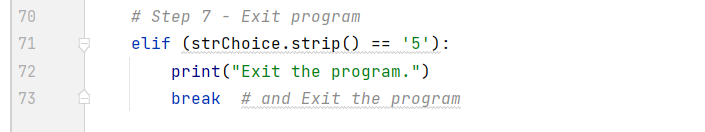 70 # Step 7 - Exit program
71 elif (strChoice.strip() == '5'):
72 print("Exit the program.")
73 break  # and Exit the program